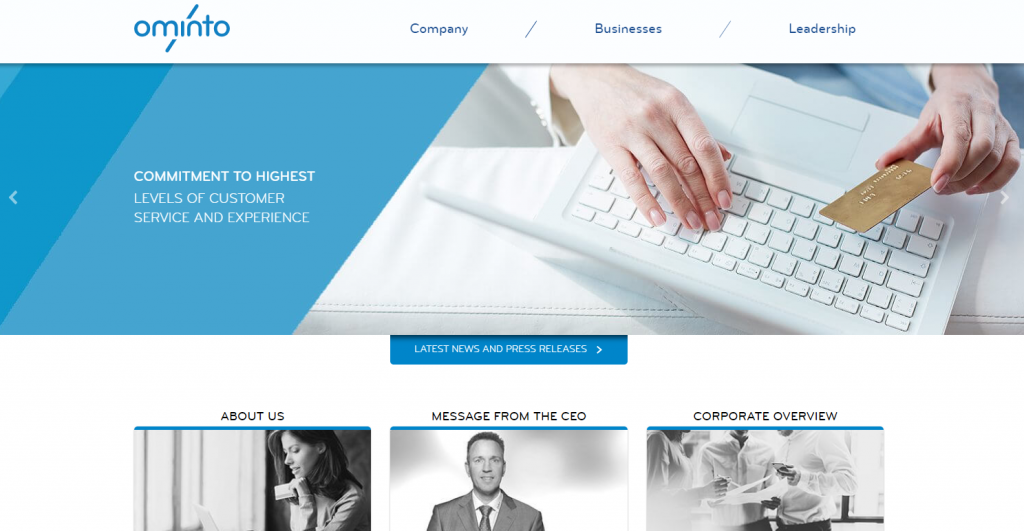 ominto
Company / Businesses / Leadership
COMMITMENT TO HIGHEST
LEVELS OF CUSTOMER
SERVICE AND EXPERIENCE
LATEST NEWS AND PRESS RELEASES
ABOUT US
MESSAGE FROM THE CEO
CORPORATE OVERVIEW